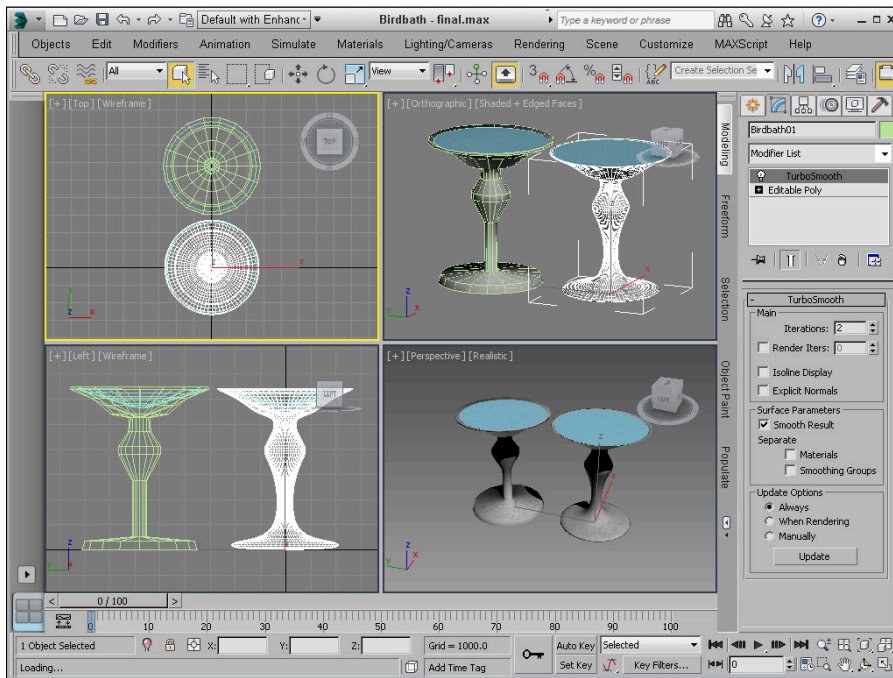 Default with Enhanc
Birdbath - final.max
Type a keyword or phrase
Objects Edit Modifiers Animation Simulate Materials Lighting/Cameras Rendering Scene Customize MAXScript Help
All
View
3
%
ABC
Create Selection Se
[+] [Top] [Wireframe]
TOP
x
y
x
[+] [Orthographic] [Shaded + Edged Faces]
x
z
y
x
[+] [Left] [Wireframe]
LEFT
z
y
x
[+] [Perspective] [Realistic]
LEFT
z
x
z
y
x
Modeling
Freeform
Selection
Object Paint
Populate
Birdbath01
Modifier List
TurboSmooth
Editable Poly
TurboSmooth
Main
Iterations: 2
Render Iters: 0
Isoline Display
Explicit Normals
Surface Parameters
Smooth Result
Separate
Materials
Smoothing Groups
Update Options
Always
When Rendering
Manually
Update
< 0 / 100 >
0 10 20 30 40 50 60 70 80 90 100
1 Object Selected X: Y: Z: Grid = 1000.0 Auto Key Selected
Loading... Add Time Tag Set Key Key Filters... 0